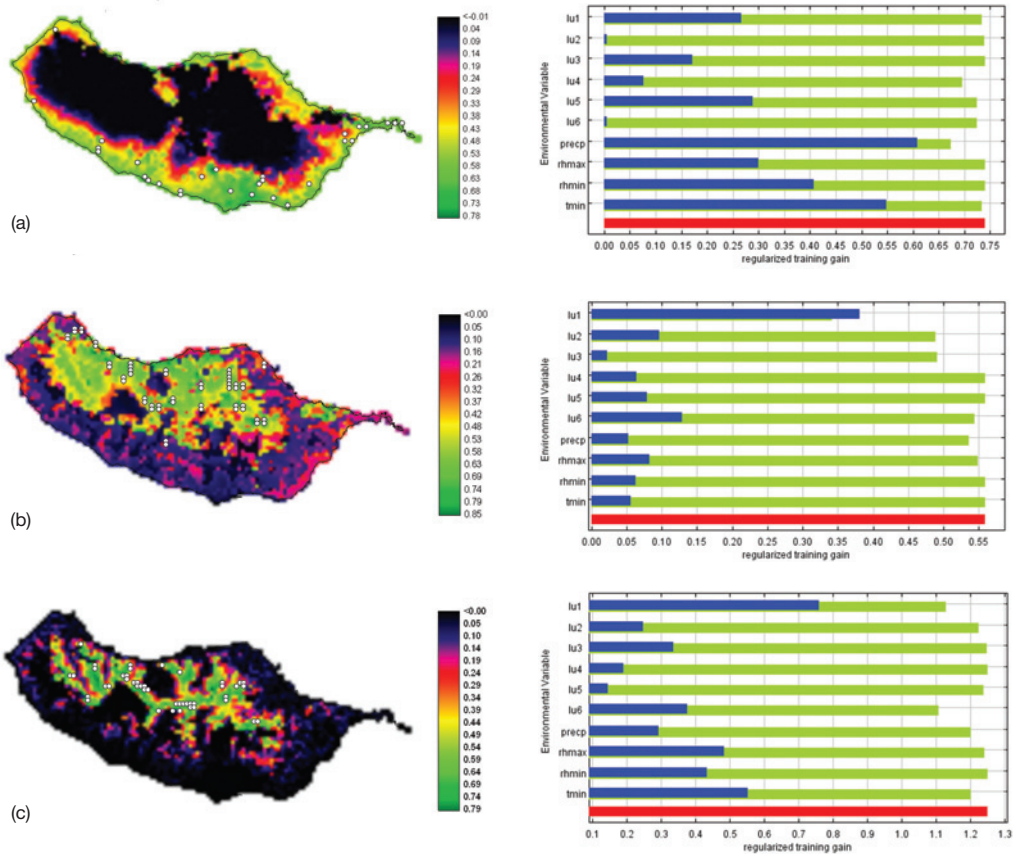 <-0.01
0.04
0.09
0.14
0.19
0.24
0.29
0.33
0.38
0.43
0.48
0.53
0.58
0.63
0.68
0.73
0.78
(a)
Environmental Variable
lu1
lu2
lu3
lu4
lu5
lu6
precp
rhmax
rhmin
tmin
0.00 0.05 0.10 0.15 0.20 0.25 0.30 0.35 0.40 0.45 0.50 0.55 0.60 0.65 0.70 0.75
regularized training gain
<0.00
0.05
0.10
0.16
0.21
0.26
0.32
0.37
0.42
0.48
0.53
0.58
0.63
0.69
0.74
0.79
0.85
(b)
Environmental Variable
lu1
lu2
lu3
lu4
lu5
lu6
precp
rhmax
rhmin
tmin
0.00 0.05 0.10 0.15 0.20 0.25 0.30 0.35 0.40 0.45 0.50 0.55
regularized training gain
<0.00
0.05
0.10
0.14
0.19
0.24
0.29
0.34
0.39
0.44
0.49
0.54
0.59
0.64
0.69
0.74
0.79
(c)
Environmental Variable
lu1
lu2
lu3
lu4
lu5
lu6
precp
rhmax
rhmin
tmin
0.1 0.2 0.3 0.4 0.5 0.6 0.7 0.8 0.9 1.0 1.1 1.2 1.3
regularized training gain